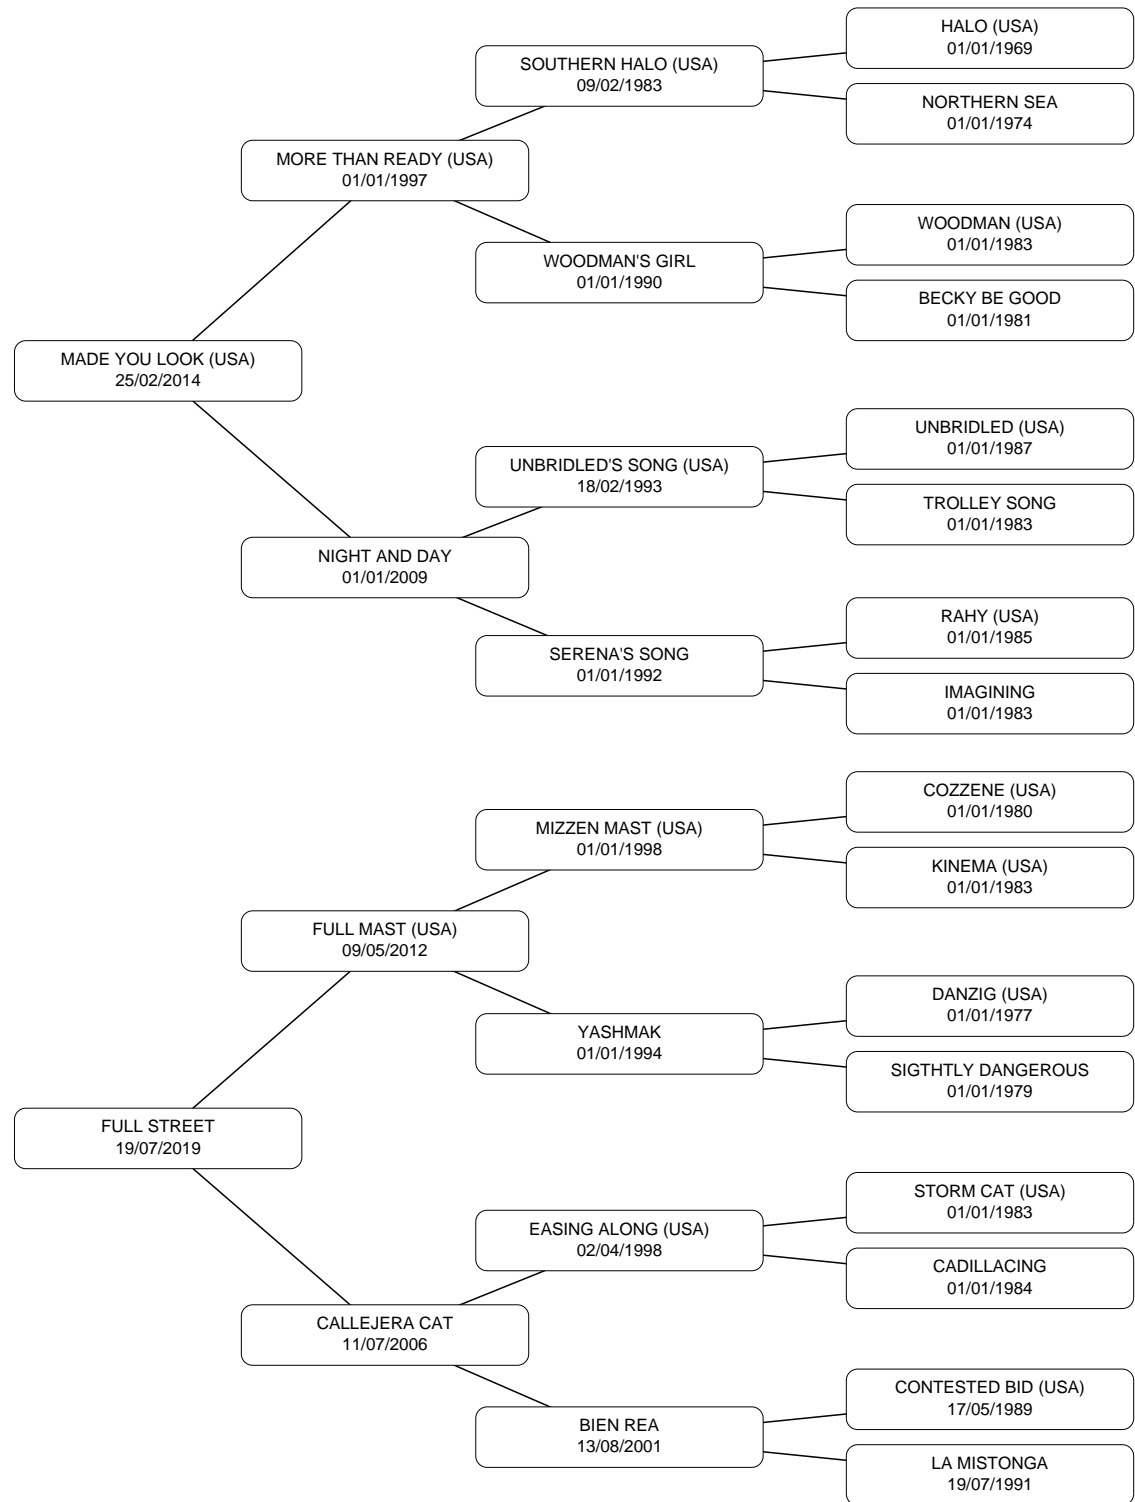 HALO (USA)
01/01/1969
SOUTHERN HALO (USA)
09/02/1983
NORTHERN SEA
01/01/1974
MORE THAN READY (USA)
01/01/1997
WOODMAN (USA)
01/01/1983
WOODMAN'S GIRL
01/01/1990
BECKY BE GOOD
01/01/1981
MADE YOU LOOK (USA)
25/02/2014
UNBRIDLED (USA)
01/01/1987
UNBRIDLED'S SONG (USA)
18/02/1993
TROLLEY SONG
01/01/1983
NIGHT AND DAY
01/01/2009
RAHY (USA)
01/01/1985
SERENA'S SONG
01/01/1992
IMAGINING
01/01/1983
COZZENE (USA)
01/01/1980
MIZZEN MAST (USA)
01/01/1998
KINEMA (USA)
01/01/1983
FULL MAST (USA)
09/05/2012
DANZIG (USA)
01/01/1977
YASHMAK
01/01/1994
SIGTHTLY DANGEROUS
01/01/1979
FULL STREET
19/07/2019
STORM CAT (USA)
01/01/1983
EASING ALONG (USA)
02/04/1998
CADILLACING
01/01/1984
CALLEJERA CAT
11/07/2006
CONTESTED BID (USA)
17/05/1989
BIEN REA
13/08/2001
LA MISTONGA
19/07/1991